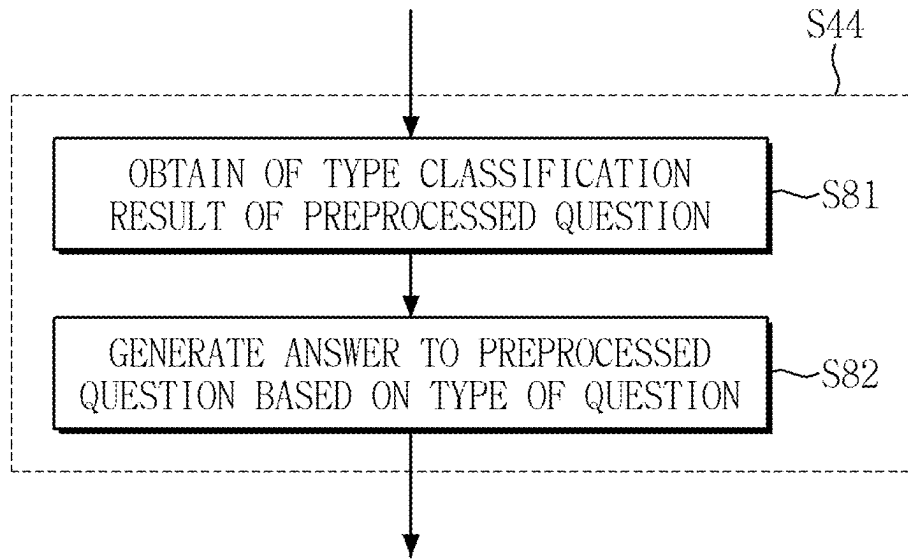 S44
OBTAIN OF TYPE CLASSIFICATION
RESULT OF PREPROCESSED QUESTION
S81
GENERATE ANSWER TO PREPROCESSED
QUESTION BASED ON TYPE OF QUESTION
S82